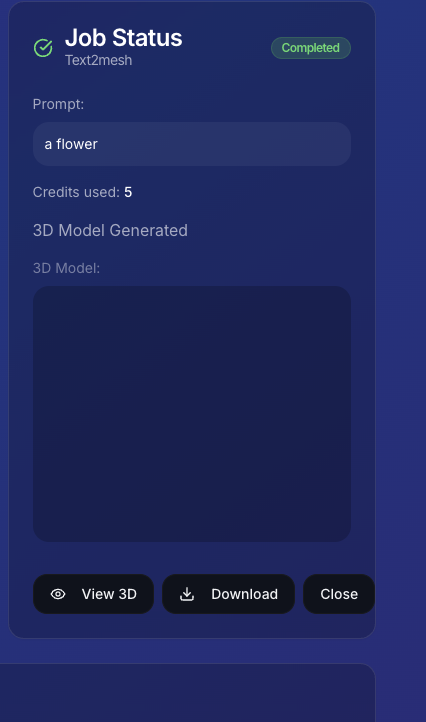 Job Status
Text2mesh
Completed
Prompt:
a flower
Credits used: 5
3D Model Generated
3D Model:
View 3D
Download
Close